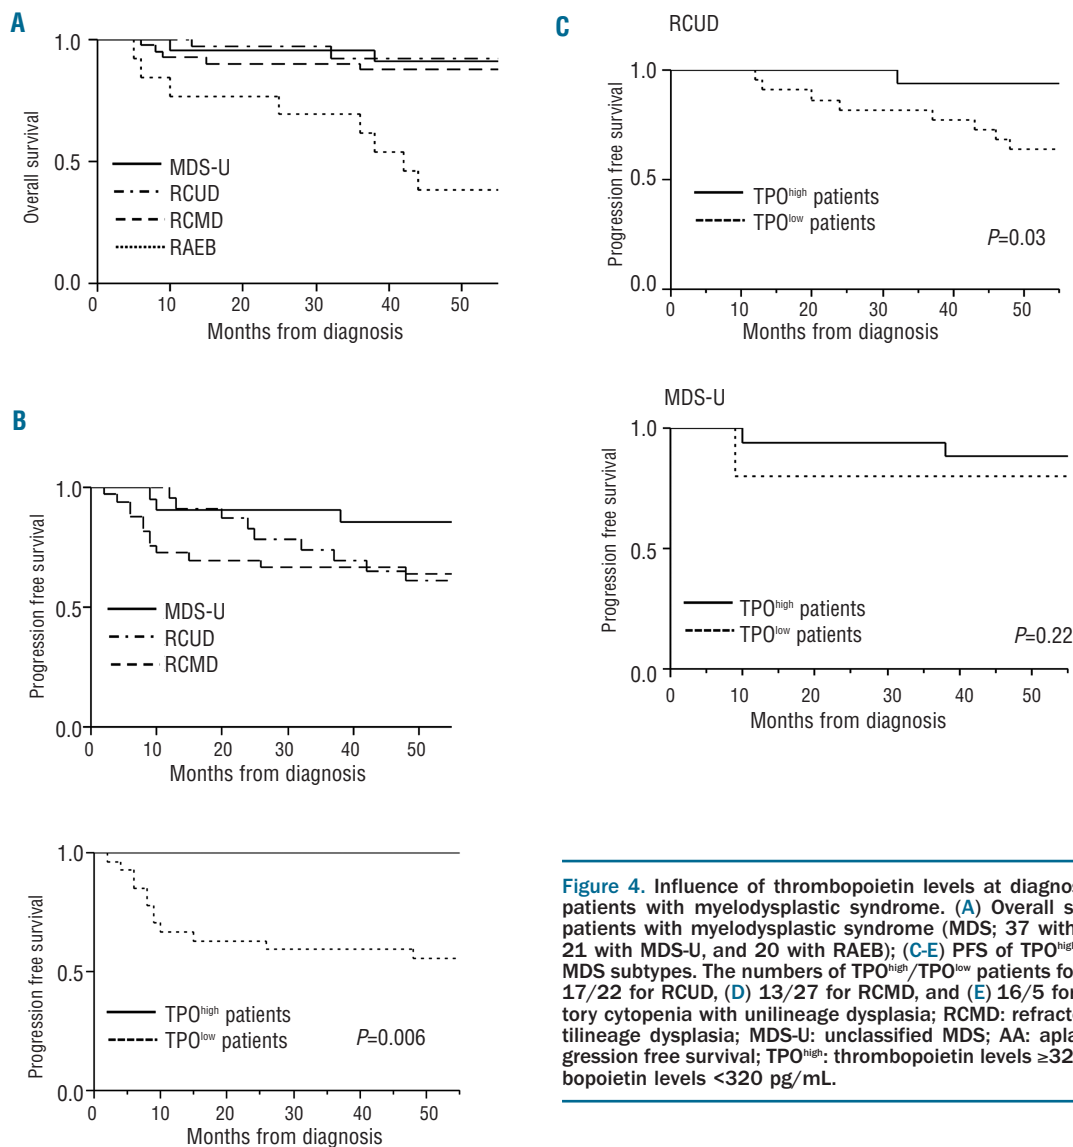 A
Overall survival
1.0
0.5
0.0
MDS-U
RCUD
RCMD
RAEB
0 10 20 30 40 50
Months from diagnosis
B
Progression free survival
1.0
0.5
0.0
MDS-U
RCUD
RCMD
0 10 20 30 40 50
Months from diagnosis
Progression free survival
1.0
0.5
0.0
TPOhigh patients
TPOlow patients
P=0.006
0 10 20 30 40 50
Months from diagnosis
C
RCUD
Progression free survival
1.0
0.5
0.0
TPOhigh patients
TPOlow patients
P=0.03
0 10 20 30 40 50
Months from diagnosis
MDS-U
Progression free survival
1.0
0.5
0.0
TPOhigh patients
TPOlow patients
P=0.22
0 10 20 30 40 50
Months from diagnosis
Figure 4. Influence of thrombopoietin levels at diagnos
patients with myelodysplastic syndrome. (A) Overall s
patients with myelodysplastic syndrome (MDS; 37 with
21 with MDS-U, and 20 with RAEB); (C-E) PFS of TPOhigh
MDS subtypes. The numbers of TPOhigh/TPOlow patients fo
17/22 for RCUD, (D) 13/27 for RCMD, and (E) 16/5 for
tory cytopenia with unilineage dysplasia; RCMD: refract
tilineage dysplasia; MDS-U: unclassified MDS; AA: apla
gression free survival; TPOhigh: thrombopoietin levels ≥32
bopoietin levels <320 pg/mL.